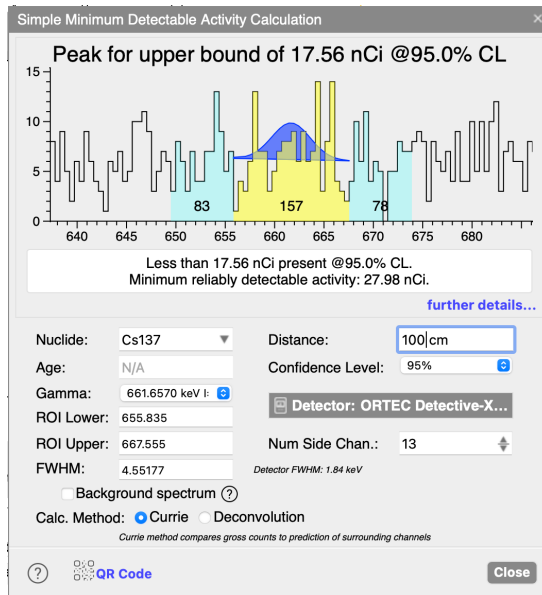 Simple Minimum Detectable Activity Calculation
Peak for upper bound of 17.56 nCi @95.0% CL
15
10
5
0
83 157 78
640 645 650 655 660 665 670 675 680
Less than 17.56 nCi present @95.0% CL.
Minimum reliably detectable activity: 27.98 nCi.
further details...
Nuclide: Cs137 Distance: 100 cm
Age: N/A Confidence Level: 95%
Gamma: 661.6570 keV I:
Detector: ORTEC Detective-X...
ROI Lower: 655.835
ROI Upper: 667.555 Num Side Chan.: 13
FWHM: 4.55177 Detector FWHM: 1.84 keV
Background spectrum ?
Calc. Method: Currie Deconvolution
Currie method compares gross counts to prediction of surrounding channels
? QR Code Close